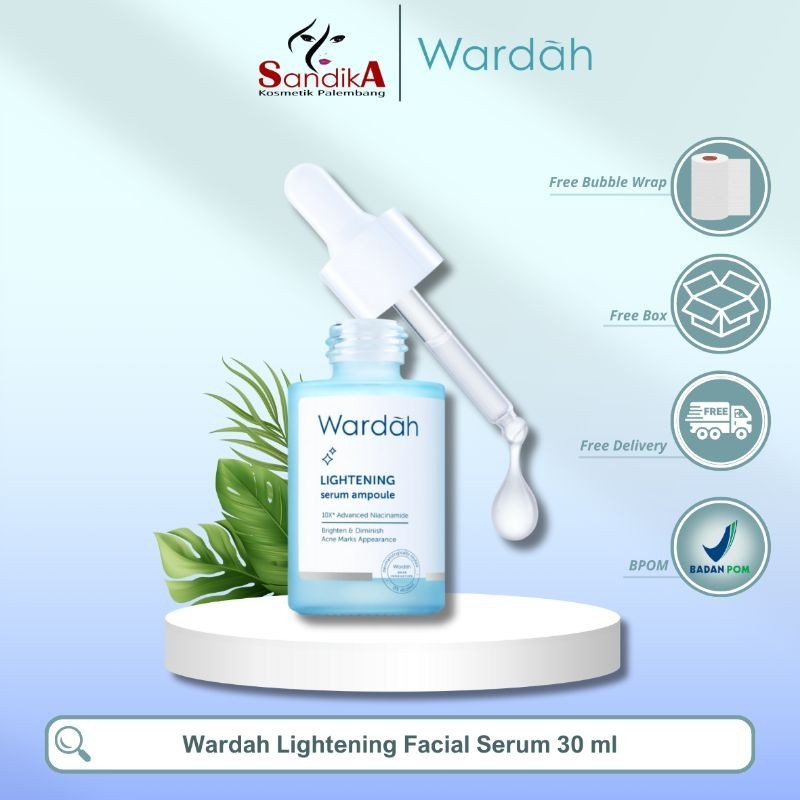 SandikA
Kosmetik Palembang
Wardah
Free Bubble Wrap
Free Box
FREE
Free Delivery
BPOM
BADAN POM
Wardah
LIGHTENING
serum ampoule
10X* Advanced Niacinamide
Brighten & Diminish
Acne Marks Appearance
Wardah
Wardah Lightening Facial Serum 30 ml